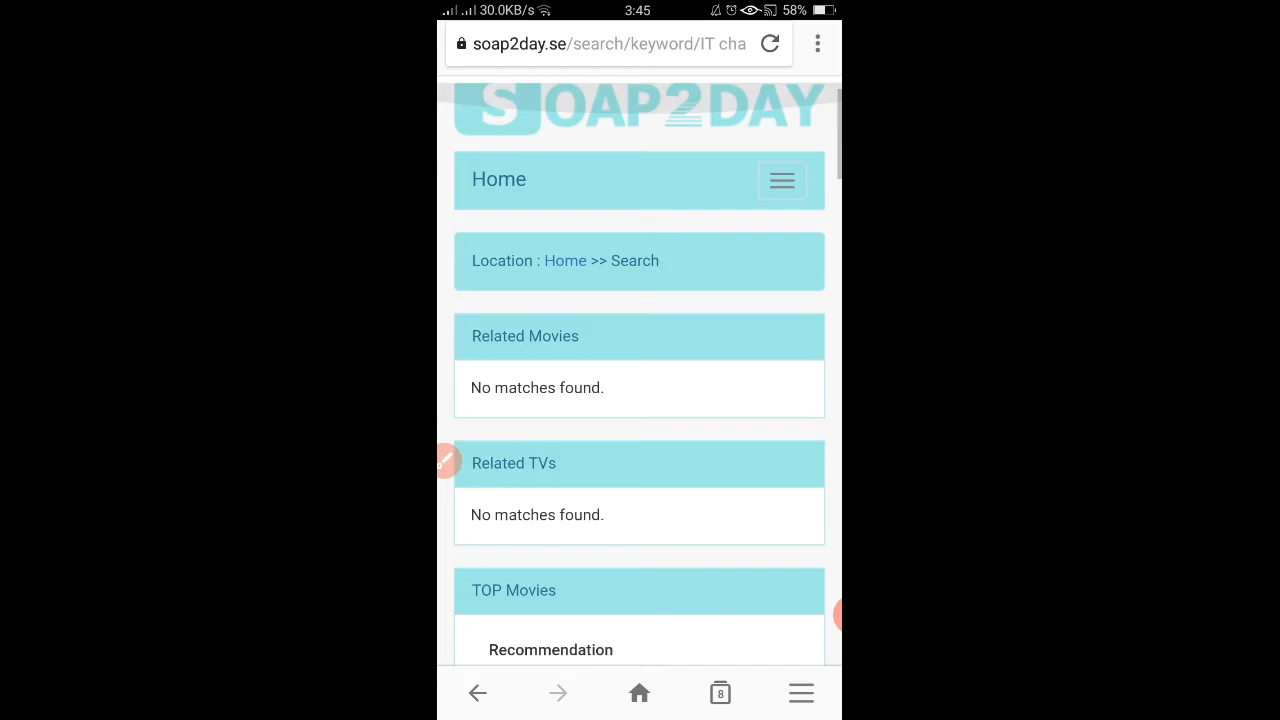 30.0KB/s 3:45 58%
soap2day.se/search/keyword/IT cha
SOAP2DAY
Home
Location : Home >> Search
Related Movies
No matches found.
Related TVs
No matches found.
TOP Movies
Recommendation
8